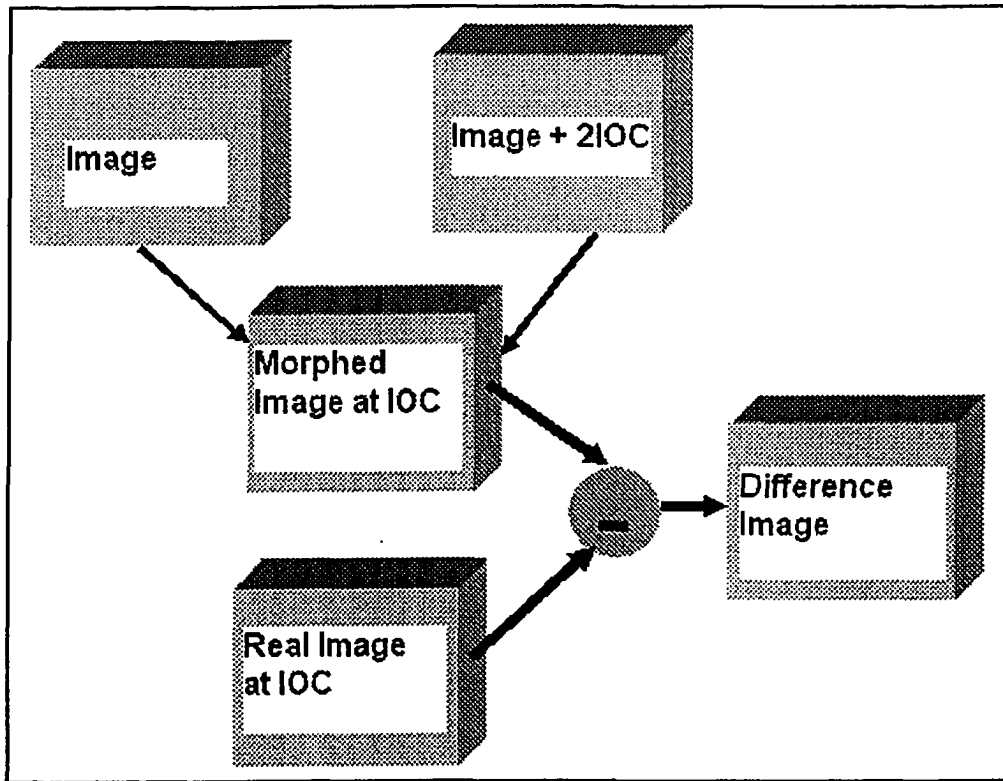 Image
Image + 2IOC
Morphed
Image at IOC
Difference
Image
Real Image
at IOC